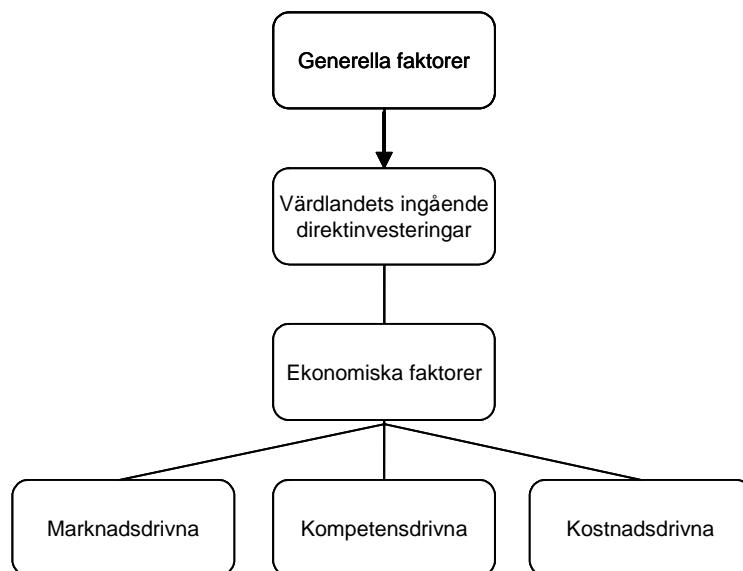 Generella faktorer
Värdlandets ingående
direktinvesteringar
Ekonomiska faktorer
Marknadsdrivna
Kompetensdrivna
Kostnadsdrivna